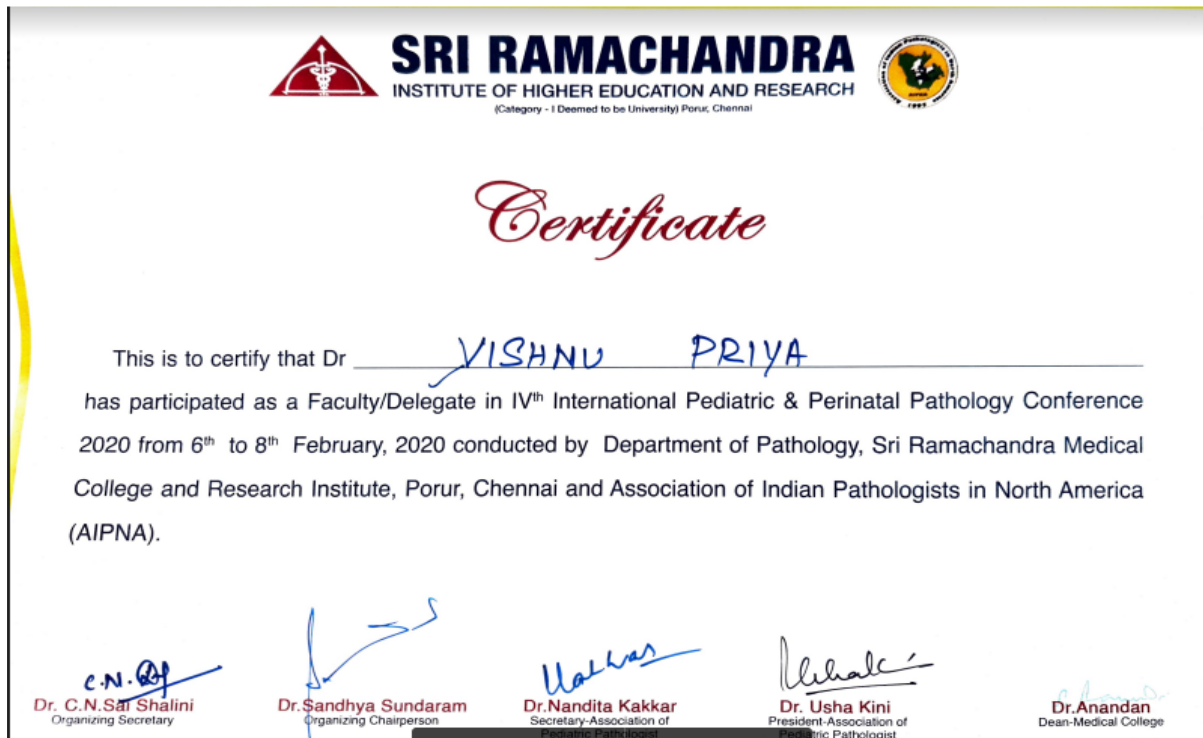 SRI RAMACHANDRA
INSTITUTE OF HIGHER EDUCATION AND RESEARCH
(Category - I Deemed to be University) Porur, Chennai
Certificate
This is to certify that Dr VISHNU PRIYA
has participated as a Faculty/Delegate in IVth International Pediatric & Perinatal Pathology Conference
2020 from 6th to 8th February, 2020 conducted by Department of Pathology, Sri Ramachandra Medical
College and Research Institute, Porur, Chennai and Association of Indian Pathologists in North America
(AIPNA).
Dr. C.N.Sai Shalini
Organizing Secretary
Dr.Sandhya Sundaram
Organizing Chairperson
Dr.Nandita Kakkar
Secretary-Association of
Pediatric Pathologist
Dr. Usha Kini
President-Association of
Pediatric Pathologist
Dr.Anandan
Dean-Medical College